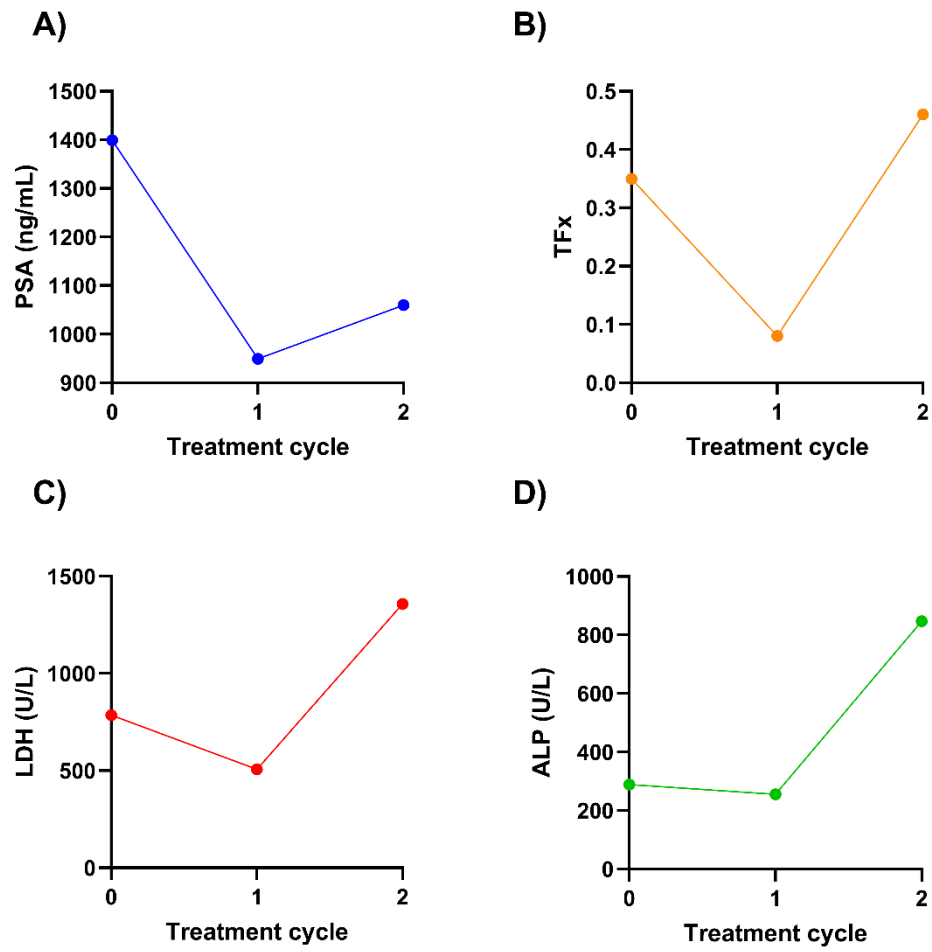 A)
PSA (ng/mL)
1500
1400
1300
1200
1100
1000
900
0 1 2
Treatment cycle
B)
TFx
0.5
0.4
0.3
0.2
0.1
0.0
0 1 2
Treatment cycle
C)
LDH (U/L)
1500
1000
500
0
0 1 2
Treatment cycle
D)
ALP (U/L)
1000
800
600
400
200
0
0 1 2
Treatment cycle